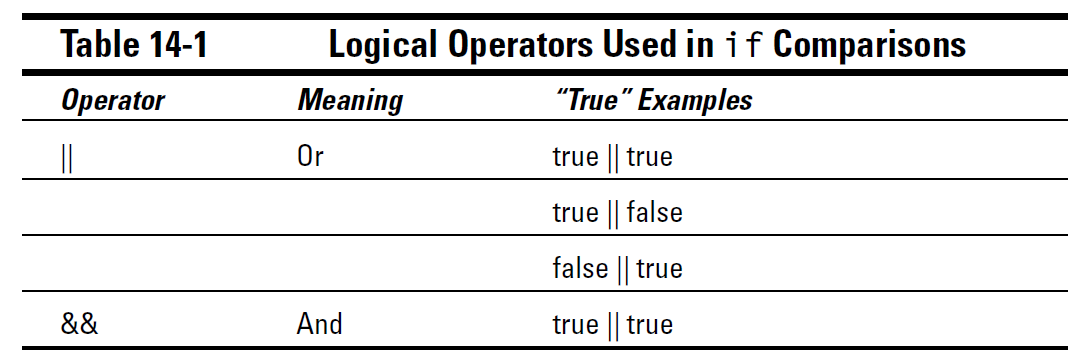 Table 14-1 Logical Operators Used in if Comparisons
Operator Meaning “True” Examples
|| Or true || true
true || false
false || true
&& And true || true